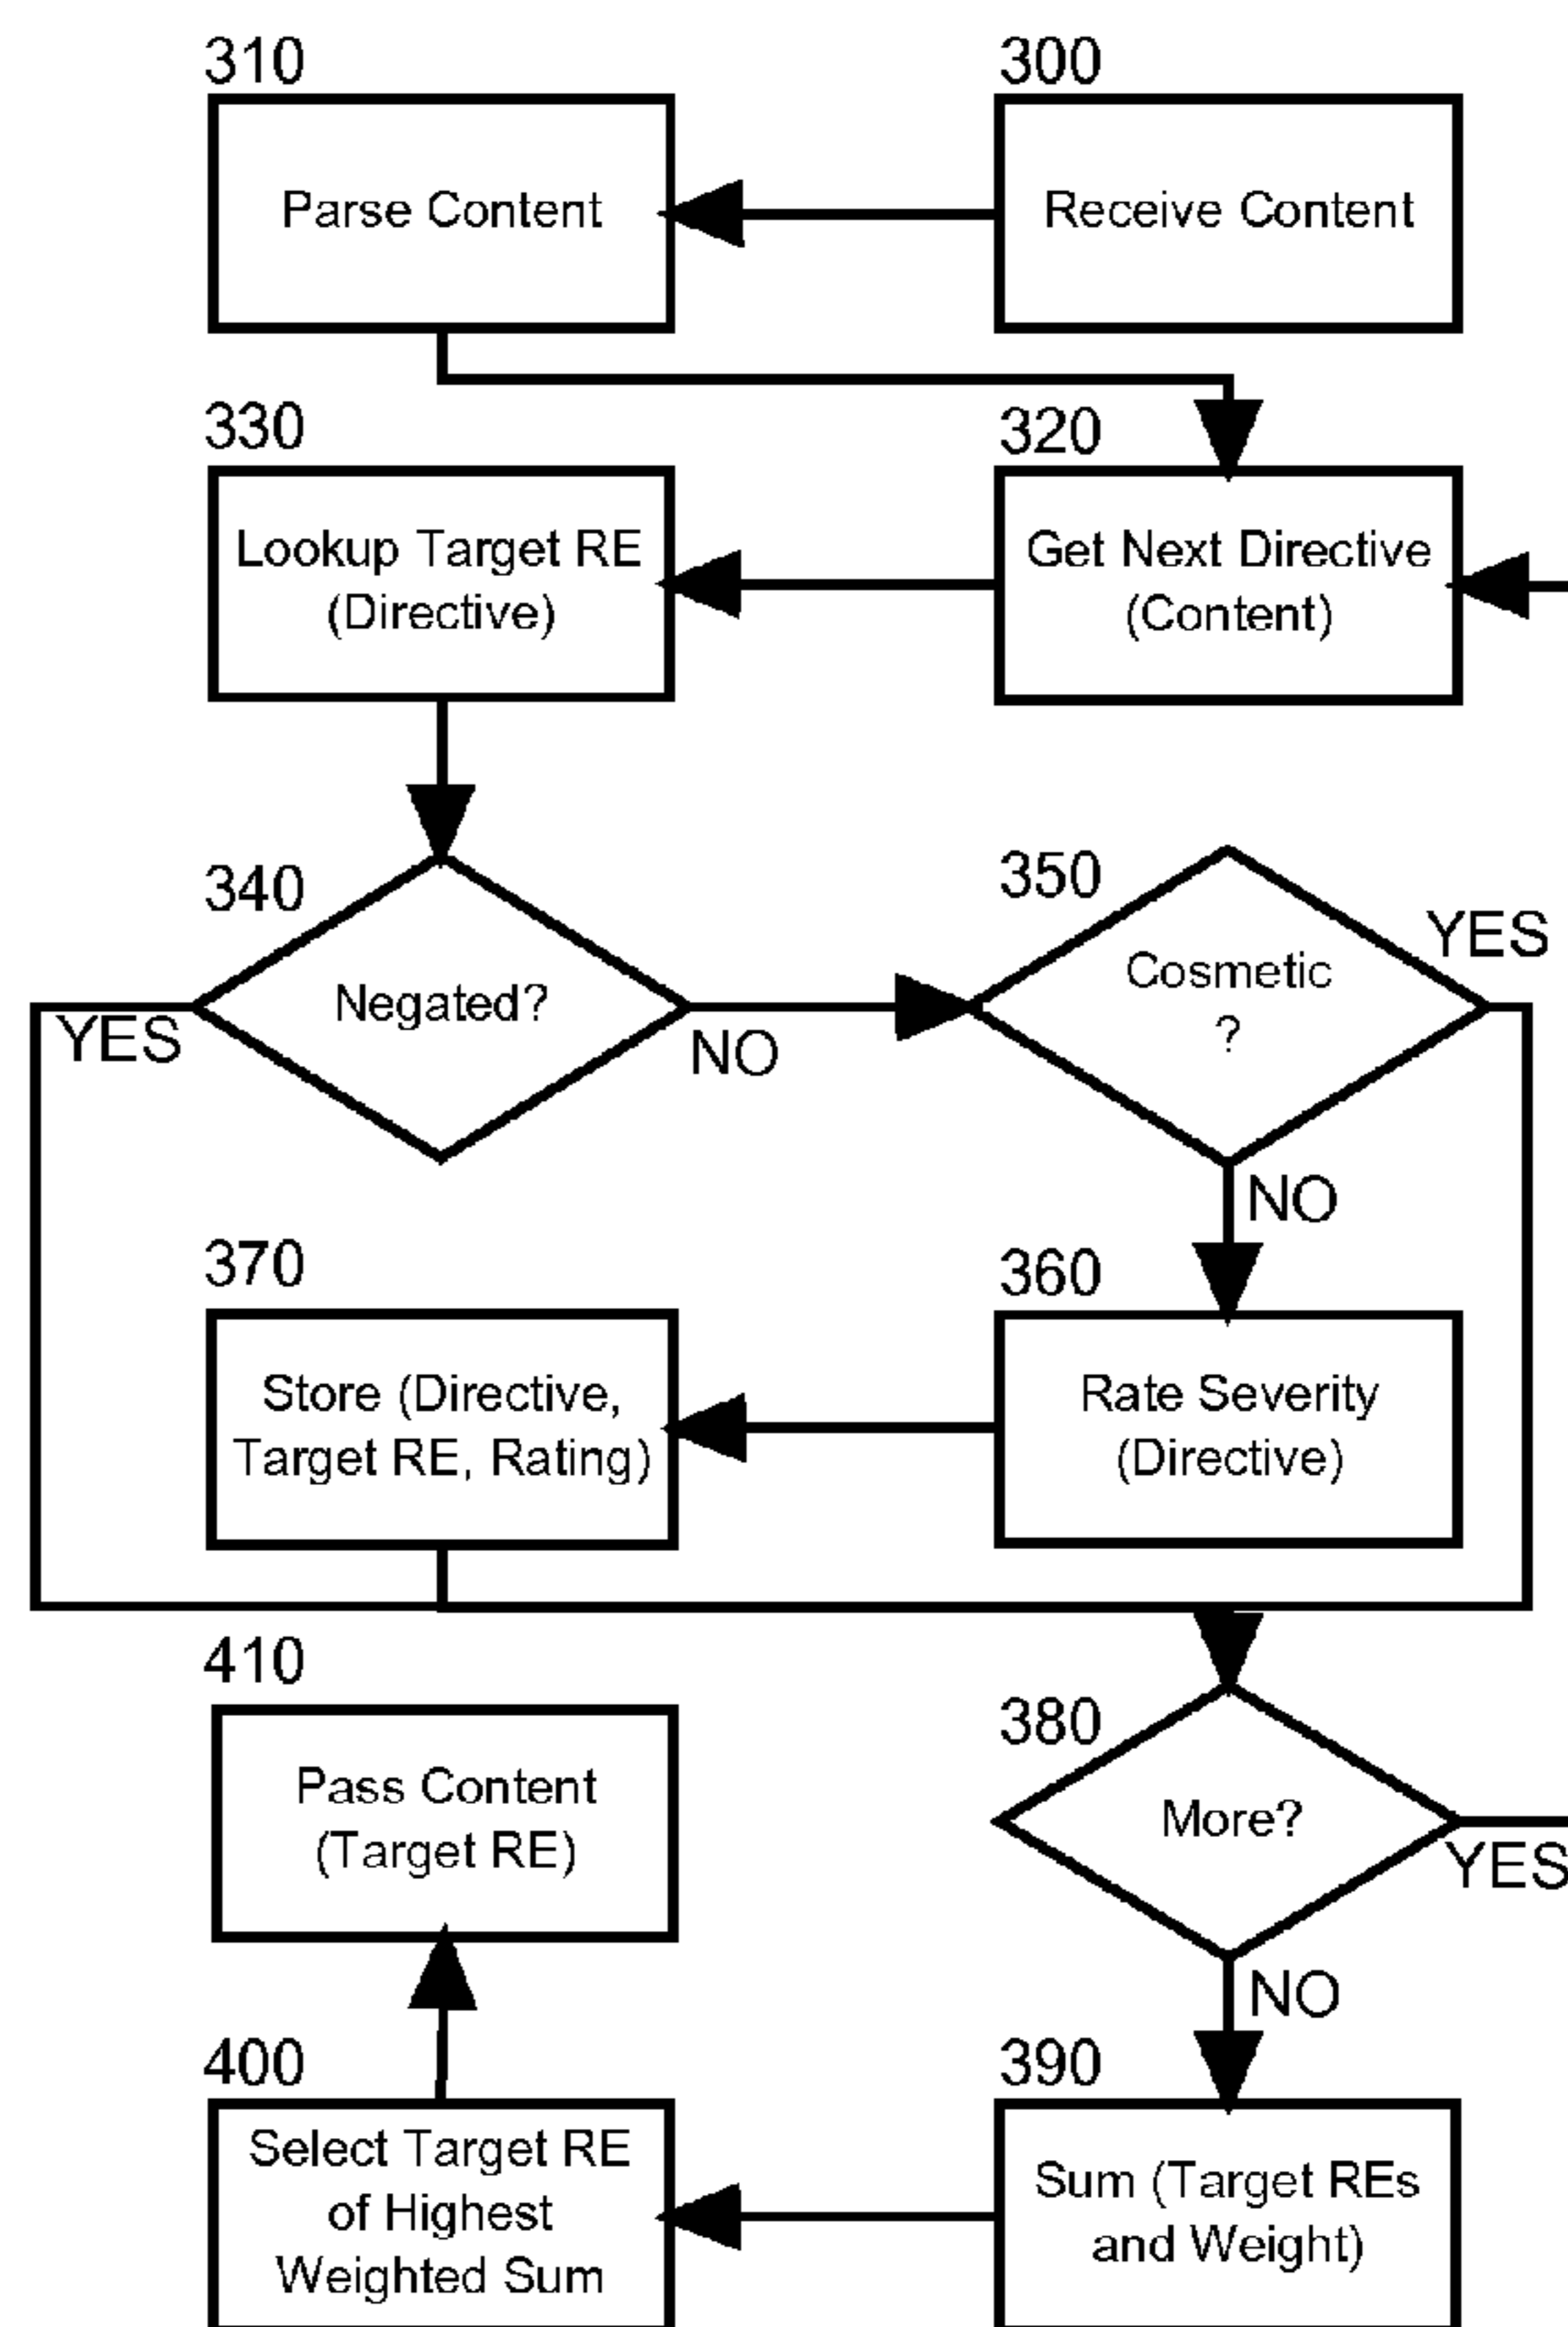 310
300
Parse Content
Receive Content
330
320
Lookup Target RE
(Directive)
Get Next Directive
(Content)
340
350
Negated?
Cosmetic
?
YES
YES
NO
NO
370
360
Store (Directive,
Target RE, Rating)
Rate Severity
(Directive)
410
380
Pass Content
(Target RE)
More?
YES
NO
400
390
Select Target RE
of Highest
Weighted Sum
Sum (Target REs
and Weight)